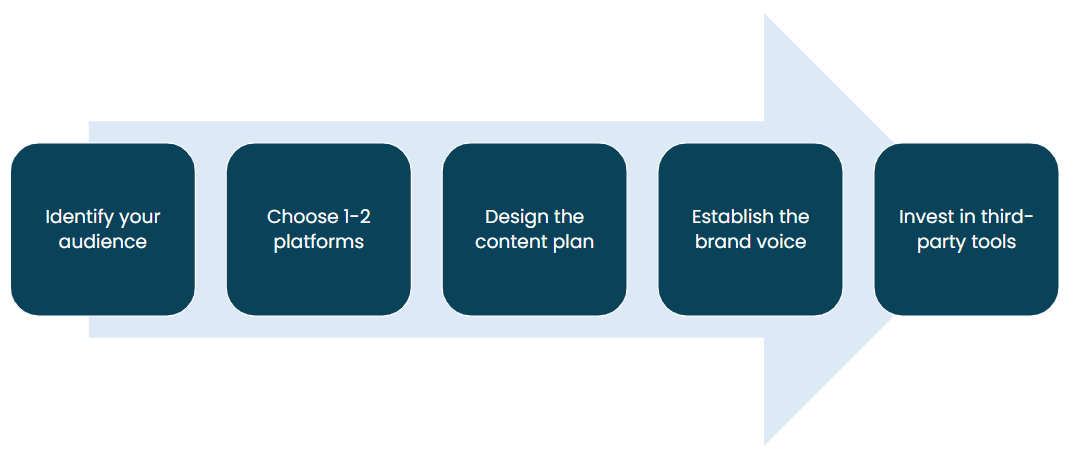 Identify your
audience
Choose 1-2
platforms
Design the
content plan
Establish the
brand voice
Invest in third-
party tools